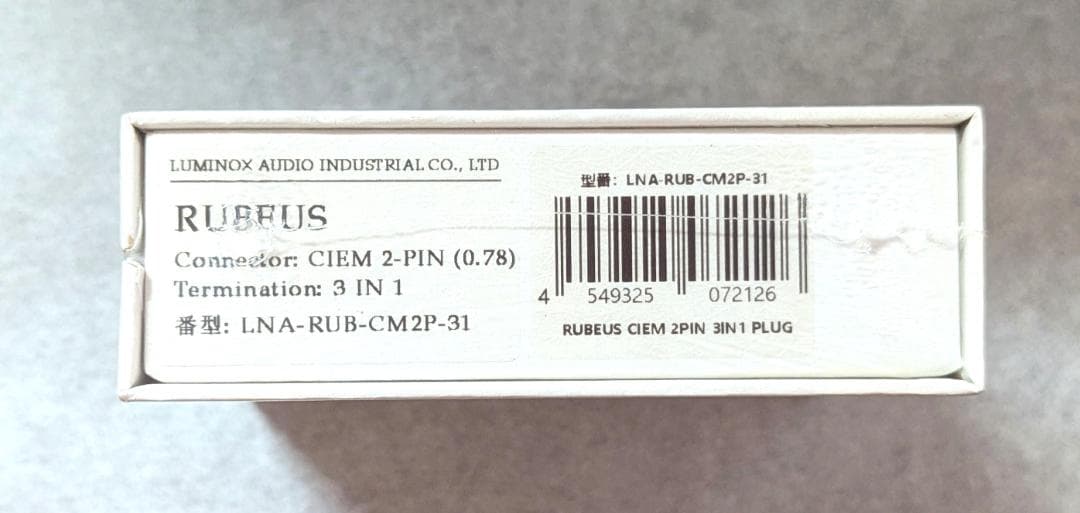 LUMINOX AUDIO INDUSTRIAL CO., LTD
RUBEUS
Connector: CIEM 2-PIN (0.78)
Termination: 3 IN 1
番型: LNA-RUB-CM2P-31
型番: LNA-RUB-CM2P-31
4 549325 072126
RUBEUS CIEM 2PIN 3IN1 PLUG